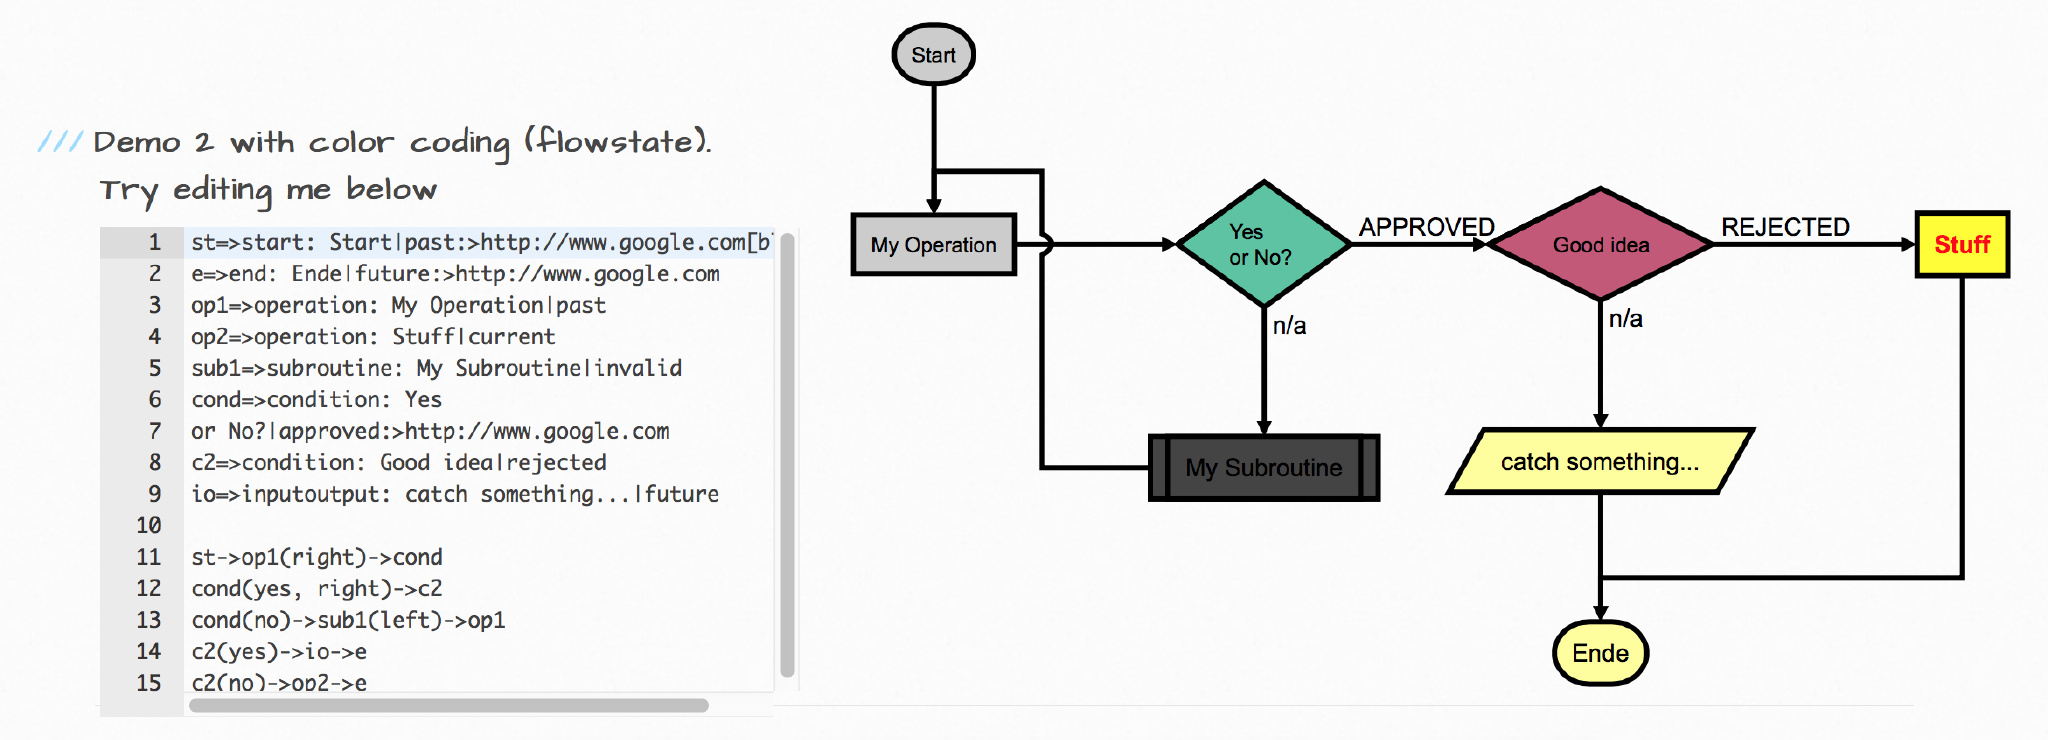 /// Demo 2 with color coding (flowstate).
Try editing me below
1 st=>start: Start|past:>http://www.google.com[b
2 e=>end: Ende|future:>http://www.google.com
3 op1=>operation: My Operation|past
4 op2=>operation: Stuff|current
5 sub1=>subroutine: My Subroutine|invalid
6 cond=>condition: Yes
7 or No?|approved:>http://www.google.com
8 c2=>condition: Good idea|rejected
9 io=>inputoutput: catch something...|future
10
11 st->op1(right)->cond
12 cond(yes, right)->c2
13 cond(no)->sub1(left)->op1
14 c2(yes)->io->e
15 c2(no)->op2->e
Start
My Operation
Yes
or No?
APPROVED
Good idea
REJECTED
Stuff
n/a
n/a
My Subroutine
catch something...
Ende